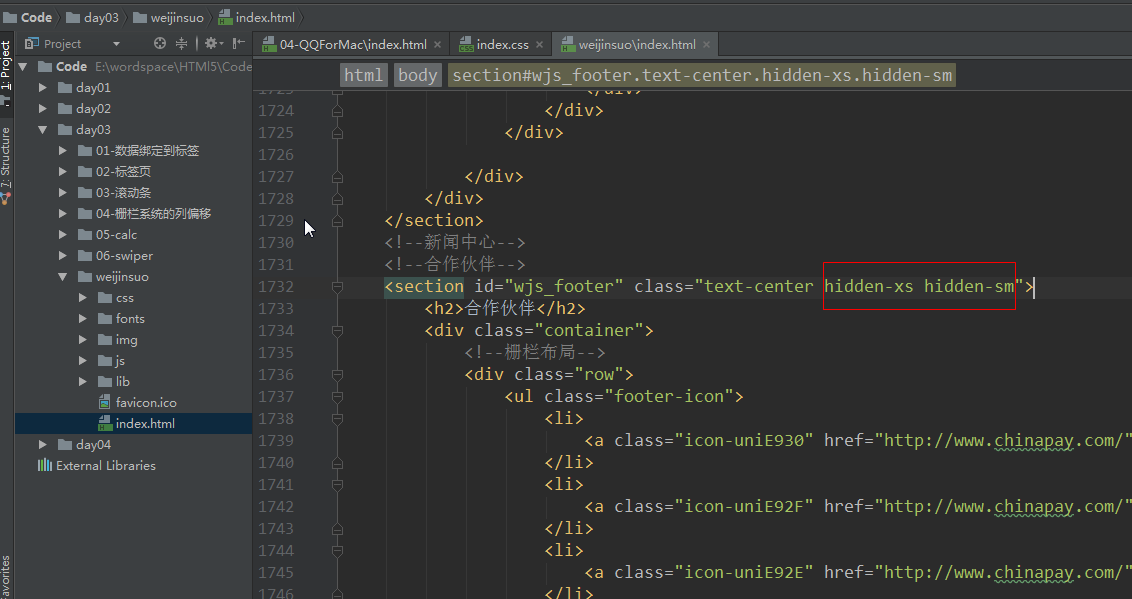 Code day03 weijinsuo index.html
Project
04-QQForMac\index.html × index.css × weijinsuo\index.html ×
1: Project
7: Structure
Favorites
Code E:\wordspace\HTMl5\Code
day01
day02
day03
01-数据绑定到标签
02-标签页
03-滚动条
04-栅栏系统的列偏移
05-calc
06-swiper
weijinsuo
css
fonts
img
js
lib
favicon.ico
index.html
day04
External Libraries
html body section#wjs_footer.text-center.hidden-xs.hidden-sm
1723 </div>
1724 </div>
1725 </div>
1726
1727 </div>
1728 </div>
1729 </section>
1730 <!--新闻中心-->
1731 <!--合作伙伴-->
1732 <section id="wjs_footer" class="text-center hidden-xs hidden-sm">
1733 <h2>合作伙伴</h2>
1734 <div class="container">
1735 <!--栅栏布局-->
1736 <div class="row">
1737 <ul class="footer-icon">
1738 <li>
1739 <a class="icon-uniE930" href="http://www.chinapay.com/"
1740 </li>
1741 <li>
1742 <a class="icon-uniE92F" href="http://www.chinapay.com/"
1743 </li>
1744 <li>
1745 <a class="icon-uniE92E" href="http://www.chinapay.com/"
1746 </li>